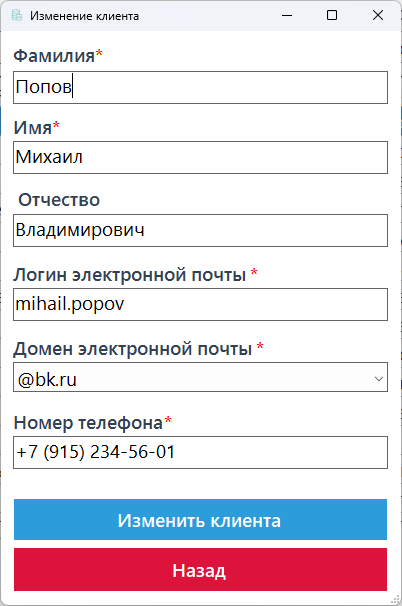 Изменение клиента
Фамилия*
Попов
Имя*
Михаил
Отчество
Владимирович
Логин электронной почты *
mihail.popov
Домен электронной почты *
@bk.ru
Номер телефона*
+7 (915) 234-56-01
Изменить клиента
Назад